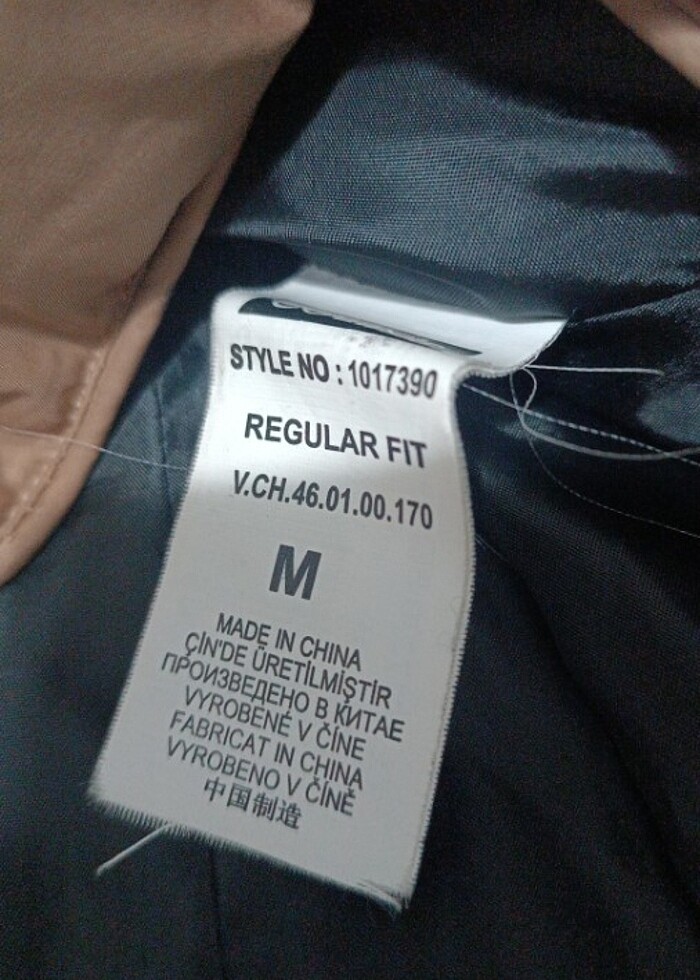 STYLE NO : 1017390
REGULAR FIT
V.CH.46.01.00.170
M
MADE IN CHINA
ÇİN'DE ÜRETİLMİŞTİR
ПРОИЗВЕДЕНО В КИТАЕ
VYROBENÉ V ČÍNE
FABRICAT IN CHINA
VYROBENO V ČÍNĚ
中国制造